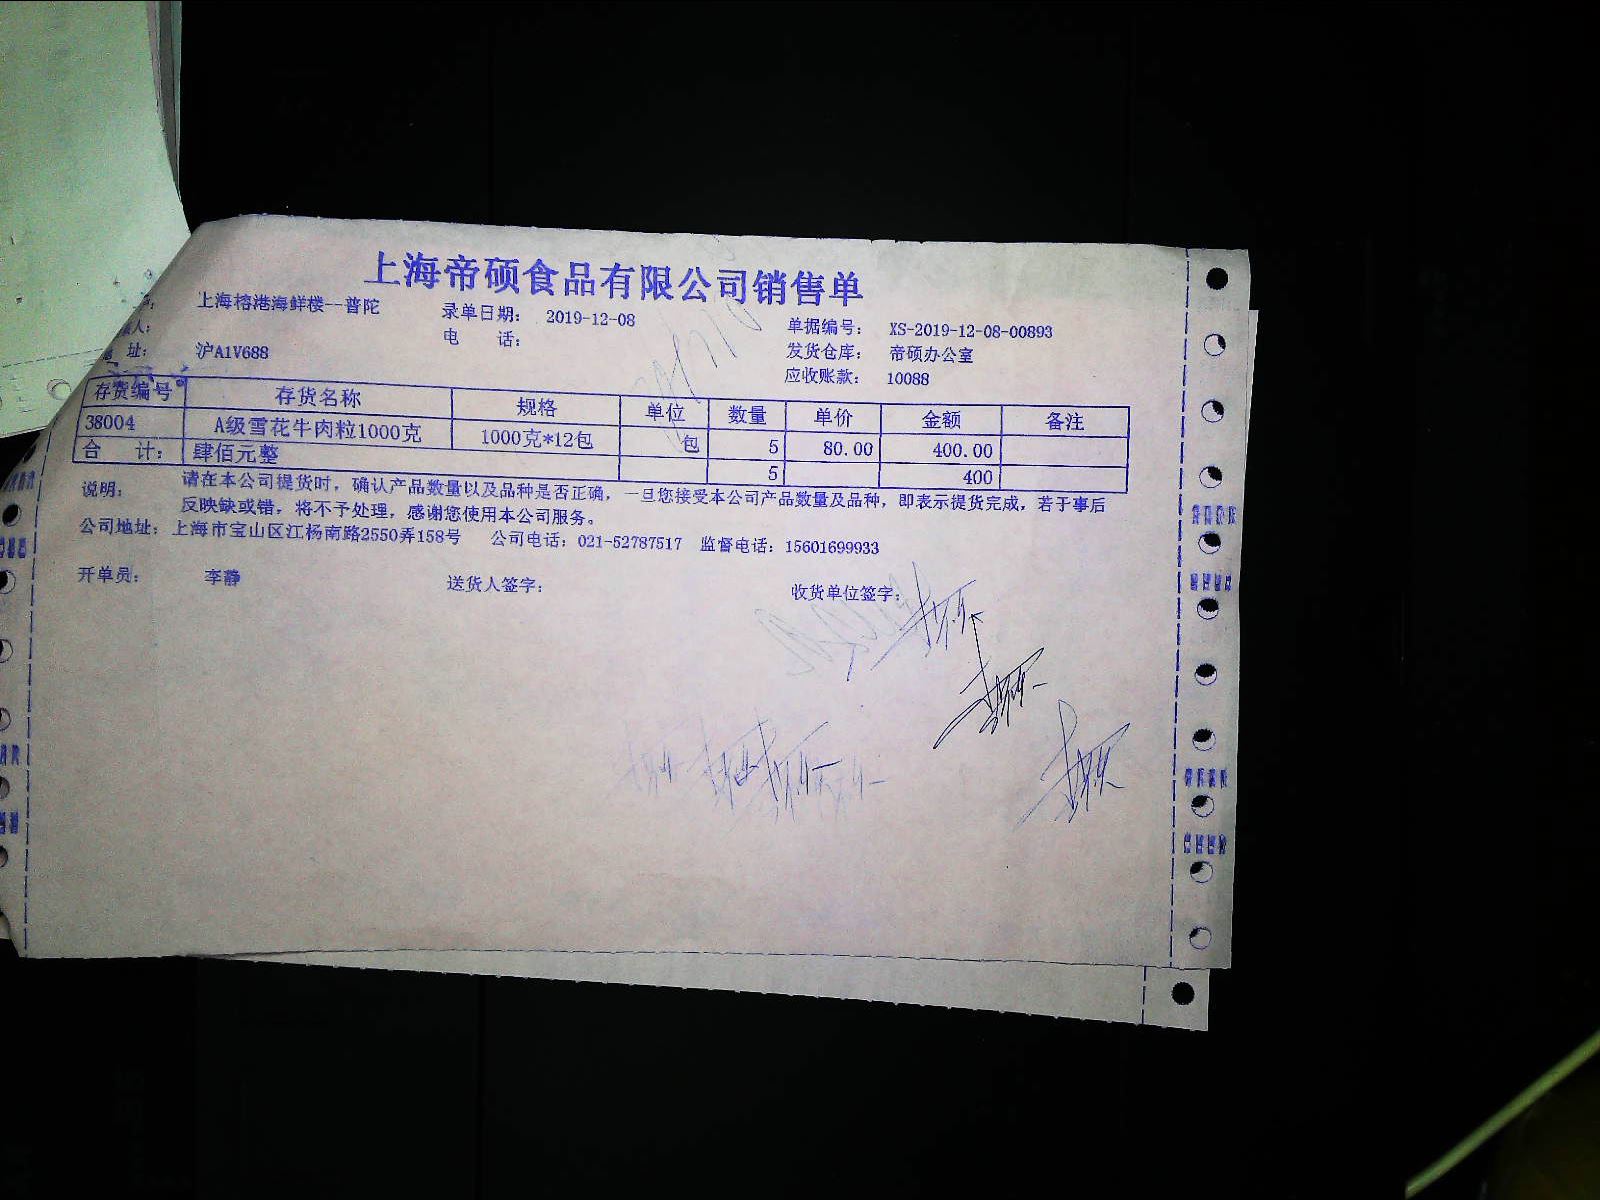 上海帝硕食品有限公司销售单
上海榕港海鲜楼--普陀 录单日期: 2019-12-08 单据编号: XS-2019-12-08-00893
人: 电 话: 发货仓库: 帝硕办公室
址: 沪A1V688 应收账款: 10088
存货编号 存货名称 规格 单位 数量 单价 金额 备注
38004 A级雪花牛肉粒1000克 1000克*12包 包 5 80.00 400.00
合 计: 肆佰元整 5 400
说明: 请在本公司提货时, 确认产品数量以及品种是否正确, 一旦您接受本公司产品数量及品种, 即表示提货完成, 若于事后
反映缺或错, 将不予处理, 感谢您使用本公司服务。
公司地址: 上海市宝山区江杨南路2550弄158号 公司电话: 021-52787517 监督电话: 15601699933
开单员: 李静 送货人签字: 收货单位签字: